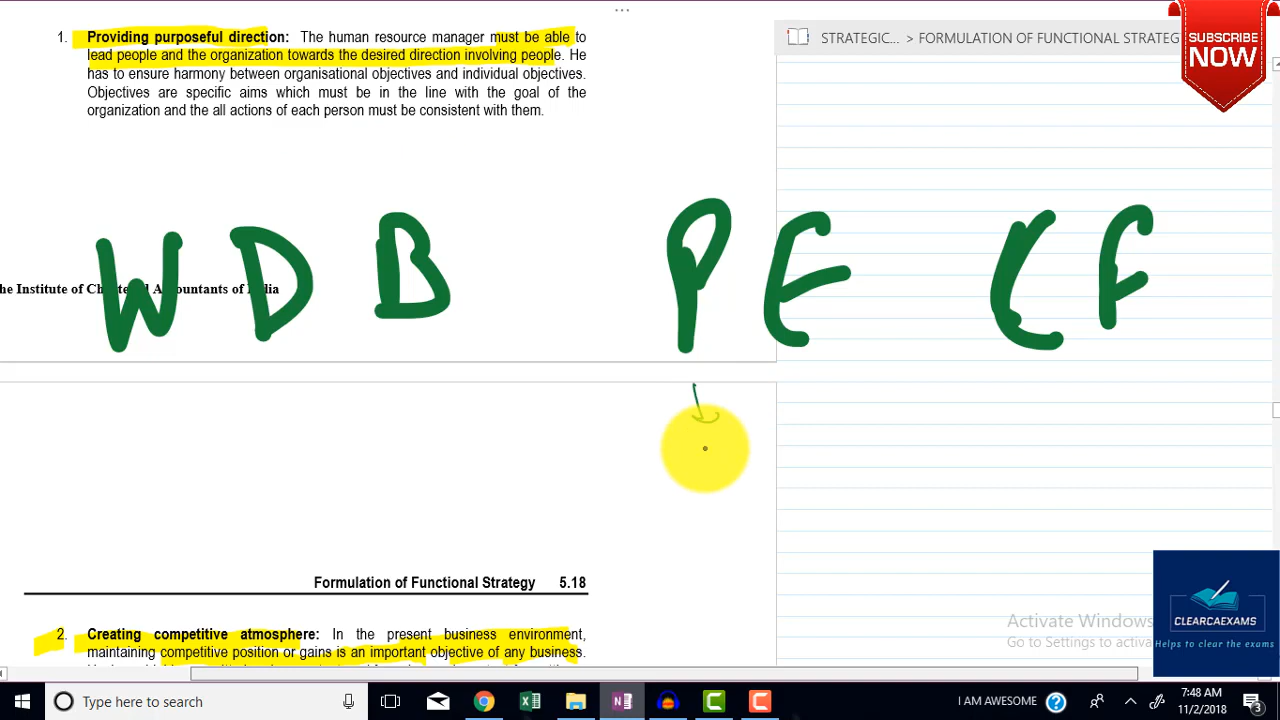 1. Providing purposeful direction: The human resource manager must be able to
lead people and the organization towards the desired direction involving people. He
has to ensure harmony between organisational objectives and individual objectives.
Objectives are specific aims which must be in the line with the goal of the
organization and the all actions of each person must be consistent with them.
STRATEGIC... > FORMULATION OF FUNCTIONAL STRATEG
SUBSCRIBE
NOW
W D B P E C F
he Institute of Chartered Accountants of India
Formulation of Functional Strategy 5.18
2. Creating competitive atmosphere: In the present business environment,
maintaining competitive position or gains is an important objective of any business.
Activate Windows
Go to Settings to activa
CLEARCAEXAMS
Helps to clear the exams
Type here to search
I AM AWESOME
7:48 AM
11/2/2018
3